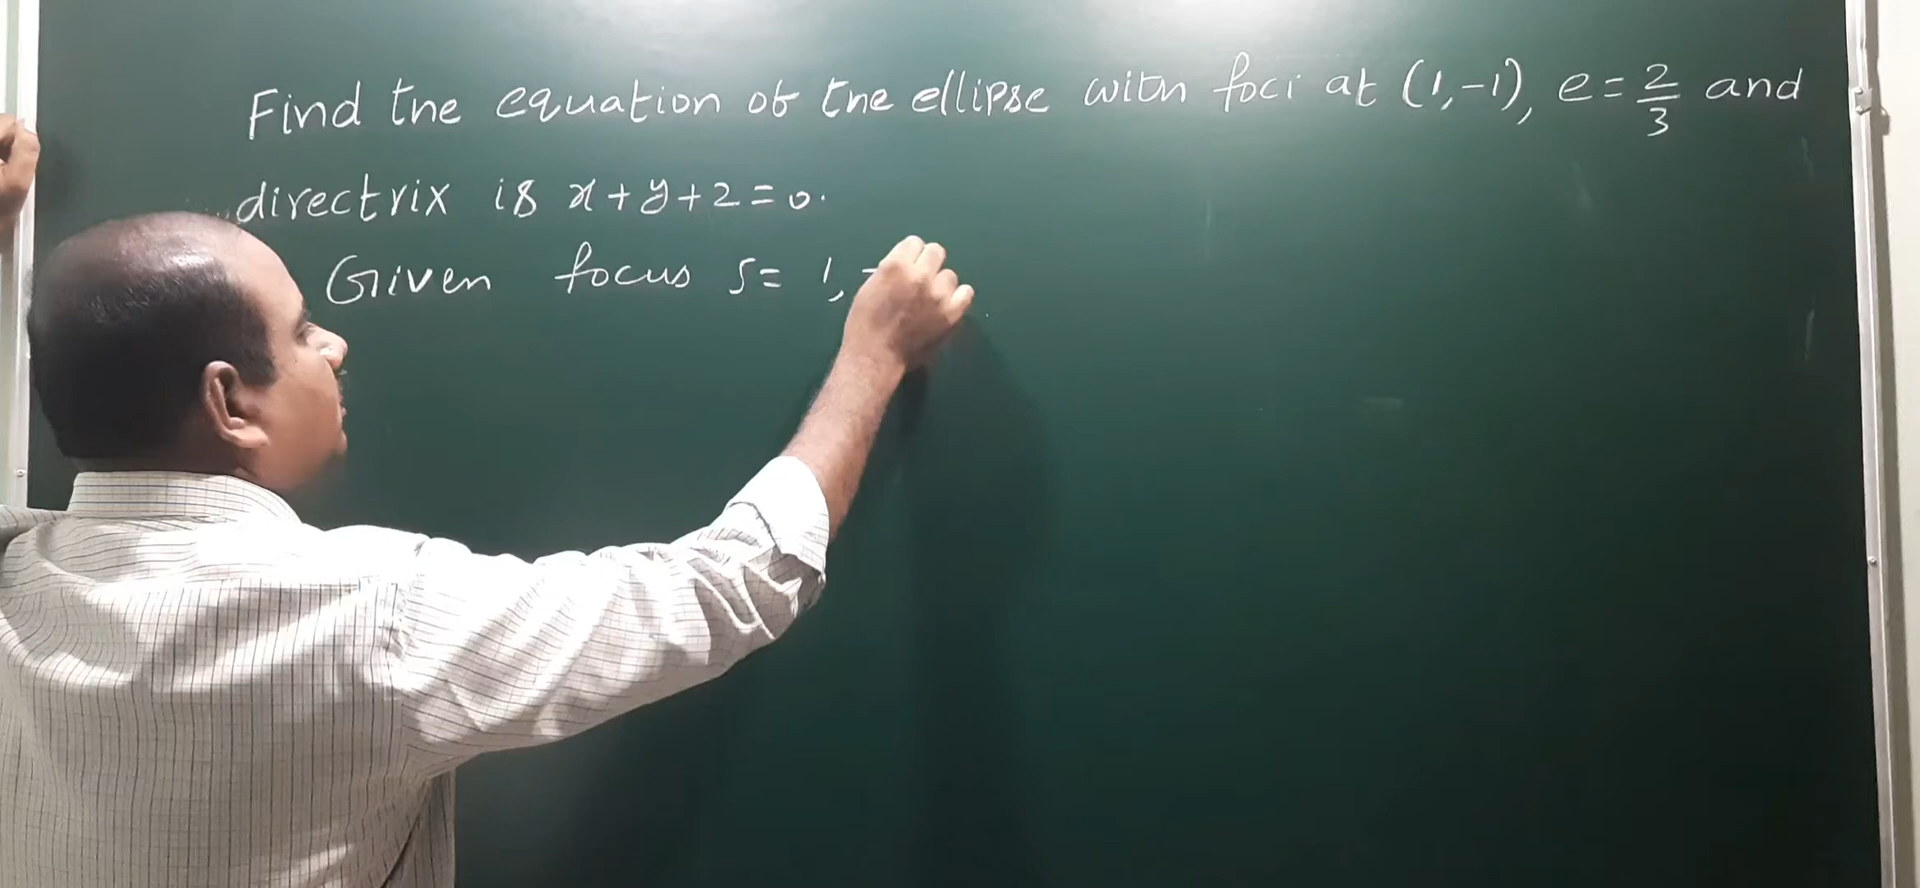 Find the equation of the ellipse with foci at (1,-1), e=2/3 and
directrix is x+y+2=0.
Given focus S= 1,-